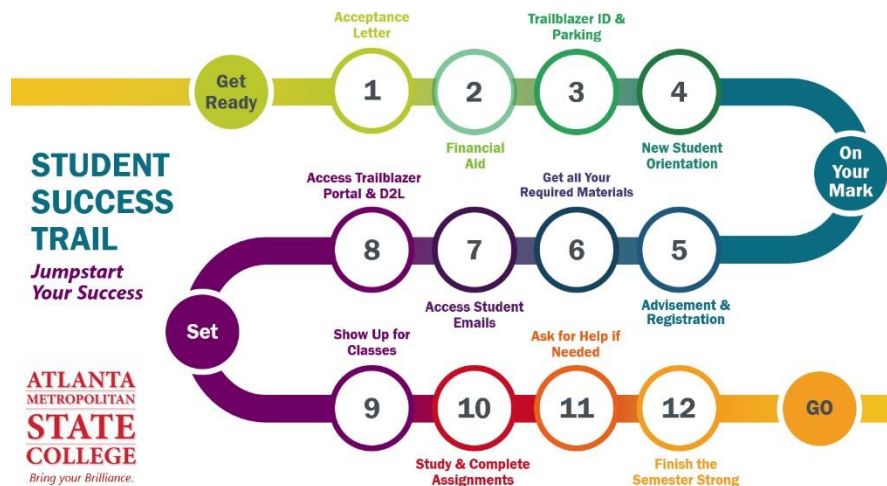 Get
Ready
Acceptance
Letter
1
2
Financial
Aid
Trailblazer ID &
Parking
3
4
New Student
Orientation
On
Your
Mark
STUDENT
SUCCESS
TRAIL
Jumpstart
Your Success
5
Advisement &
Registration
Get all Your
Required Materials
6
7
Access Student
Emails
Access Trailblazer
Portal & D2L
8
Set
Show Up for
Classes
9
10
Study & Complete
Assignments
Ask for Help if
Needed
11
12
Finish the
Semester Strong
GO
ATLANTA
METROPOLITAN
STATE
COLLEGE
Bring your Brilliance.